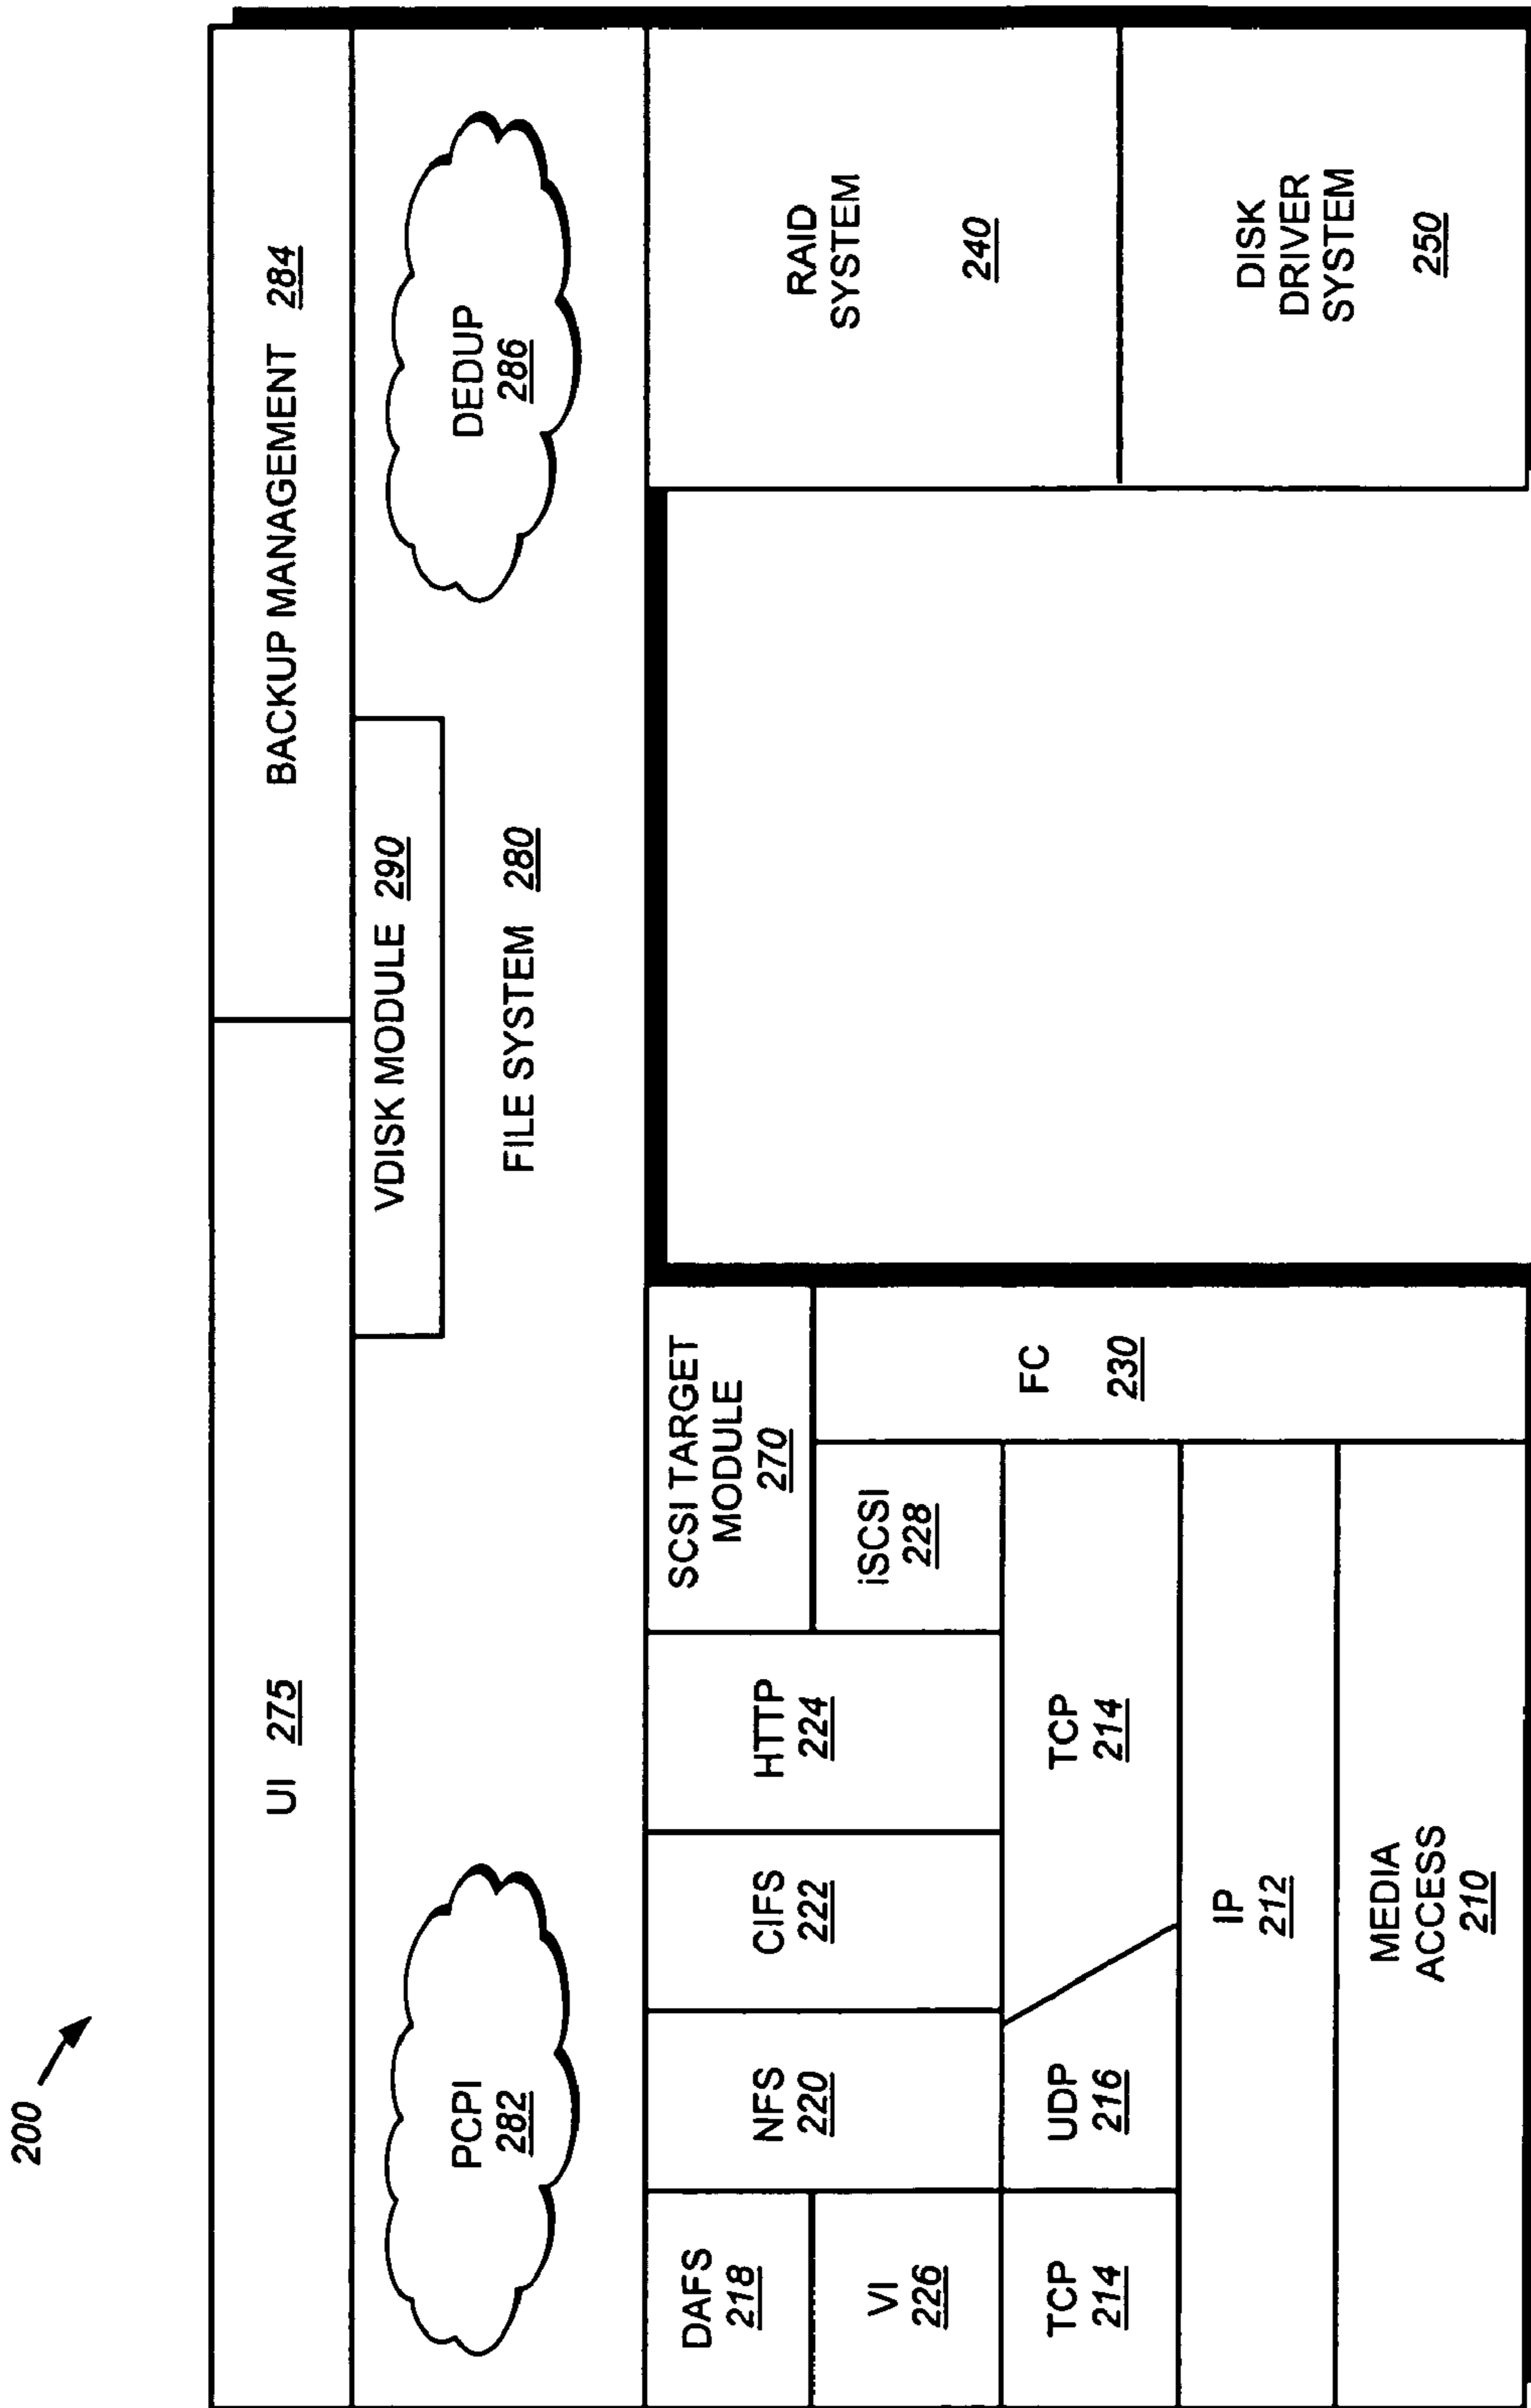 200
UI 275
BACKUP MANAGEMENT 284
PCPI
282
VDISK MODULE 290
FILE SYSTEM 280
DEDUP
286
DAFS
218
VI
226
TCP
214
NFS
220
UDP
216
CIFS
222
HTTP
224
TCP
214
SCSI TARGET
MODULE
270
iSCSI
228
FC
230
IP
212
MEDIA
ACCESS
210
RAID
SYSTEM
240
DISK
DRIVER
SYSTEM
250